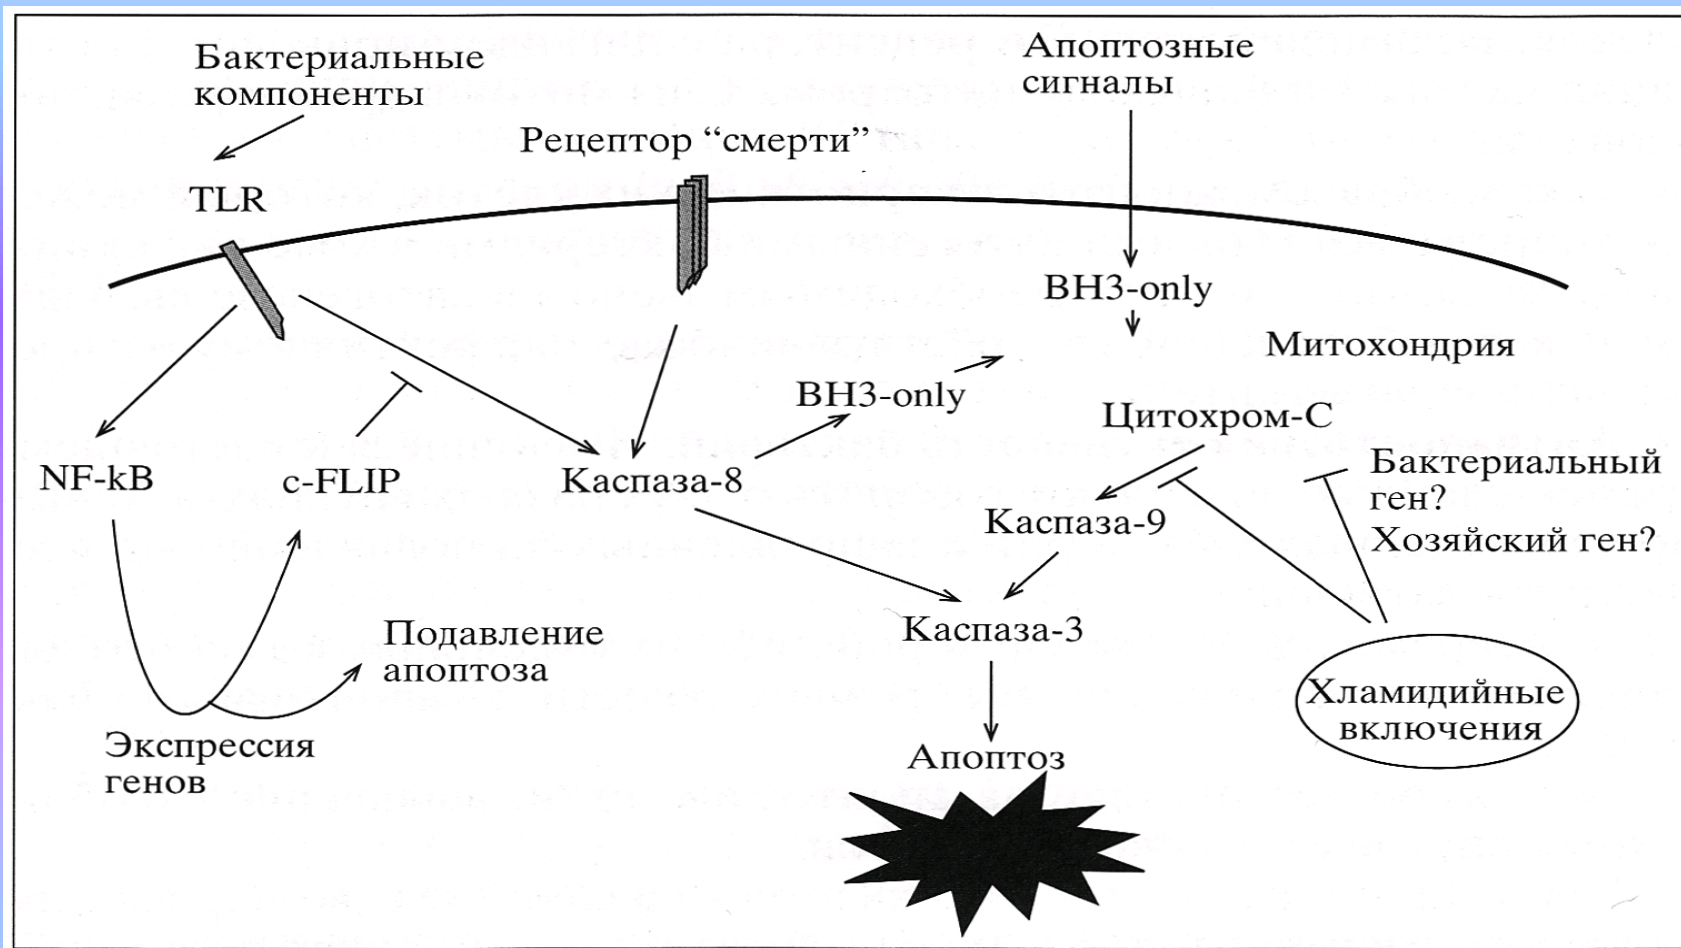 Бактериальные
компоненты
Апоптозные
сигналы
Рецептор “смерти”
TLR
BH3-only
Митохондрия
BH3-only
Цитохром-С
NF-kB
c-FLIP
Каспаза-8
Бактериальный
ген?
Хозяйский ген?
Каспаза-9
Каспаза-3
Подавление
апоптоза
Хламидийные
включения
Экспрессия
генов
Апоптоз